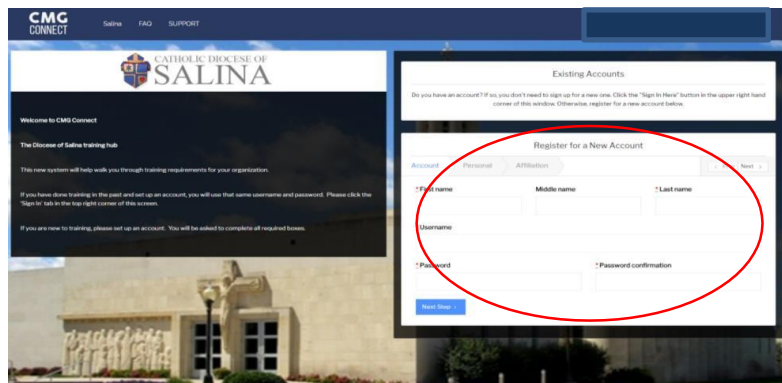 CMG
CONNECT
Salina FAQ SUPPORT
CATHOLIC DIOCESE OF
SALINA
Welcome to CMG Connect
The Diocese of Salina training hub
This new system will help walk you through training requirements for your organization.
If you have done training in the past and set up an account, you will use that same username and password. Please click the
'Sign In' tab in the top right corner of this screen.
If you are new to training, please set up an account. You will be asked to complete all required boxes.
Existing Accounts
Do you have an account? If so, you don't need to sign up for a new one. Click the "Sign In Here" button in the upper right hand
corner of this window. Otherwise, register for a new account below.
Register for a New Account
Account Personal Affiliation Next >
* First name Middle name * Last name
Username
* Password * Password confirmation
Next Step >